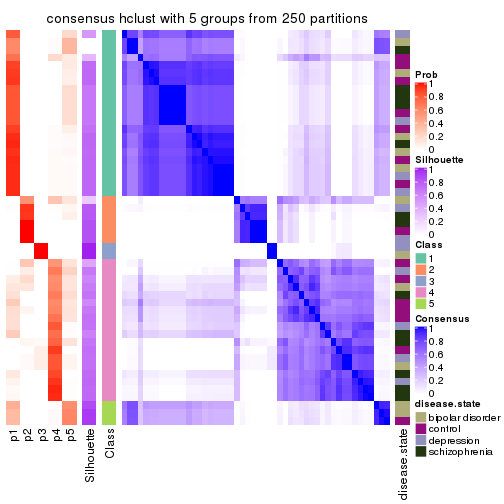 consensus hclust with 5 groups from 250 partitions
Prob
1
0.8
0.6
0.4
0.2
0
Silhouette
1
0.8
0.6
0.4
0.2
0
Class
1
2
3
4
5
Consensus
1
0.8
0.6
0.4
0.2
0
disease.state
bipolar disorder
control
depression
schizophrenia
p1
p2
p3
p4
p5
Silhouette
Class
disease.state